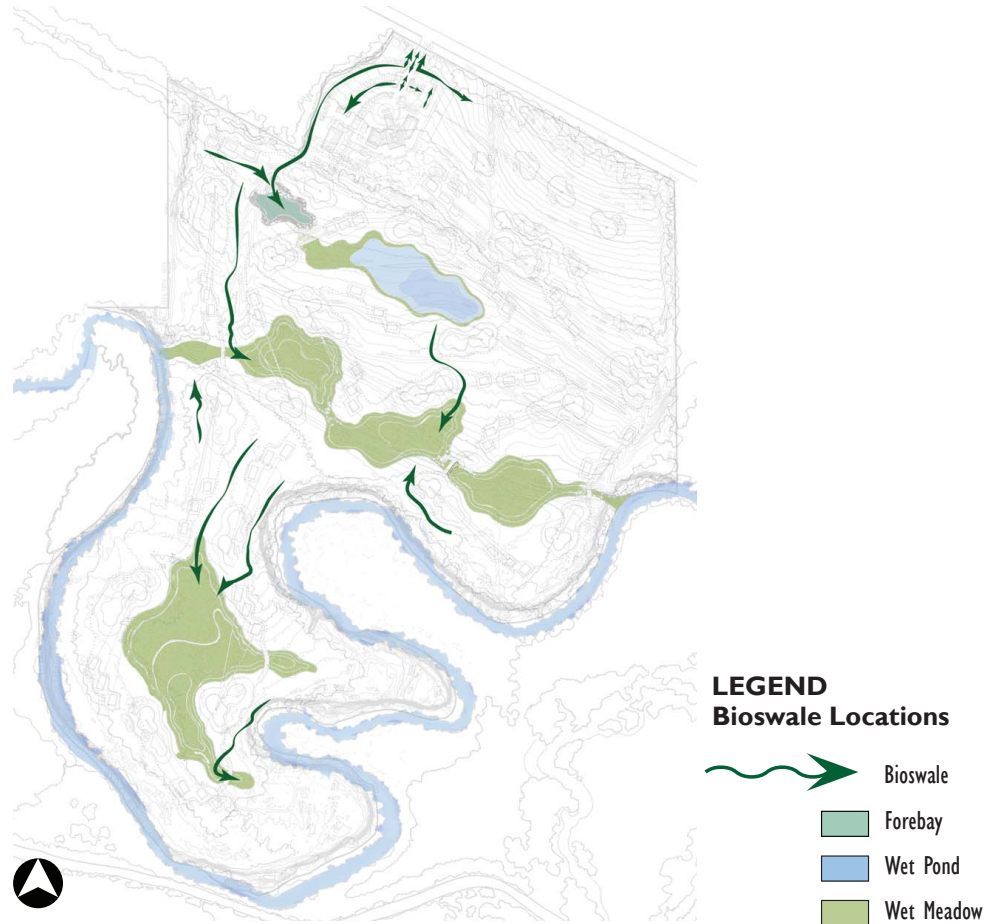 LEGEND
Bioswale Locations
Bioswale
Forebay
Wet Pond
Wet Meadow